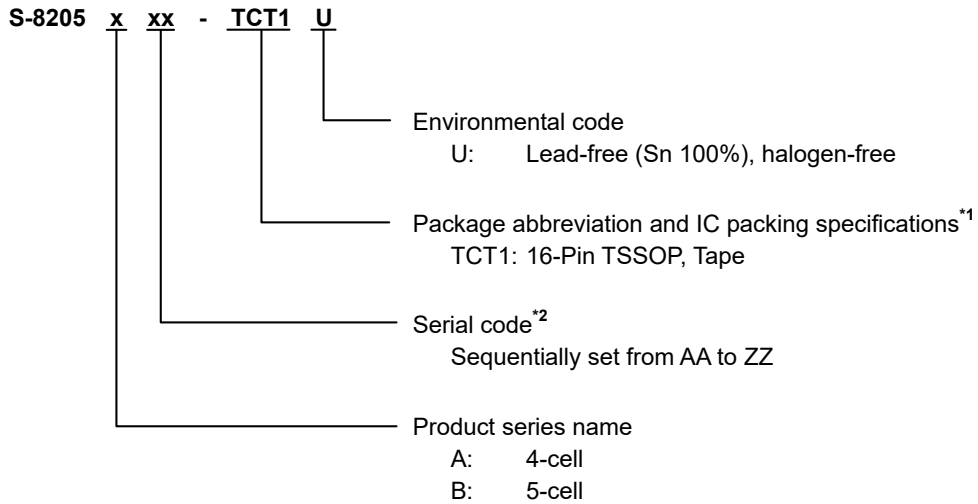 S-8205 x xx - TCT1 U
Environmental code
U: Lead-free (Sn 100%), halogen-free
Package abbreviation and IC packing specifications*1
TCT1: 16-Pin TSSOP, Tape
Serial code*2
Sequentially set from AA to ZZ
Product series name
A: 4-cell
B: 5-cell